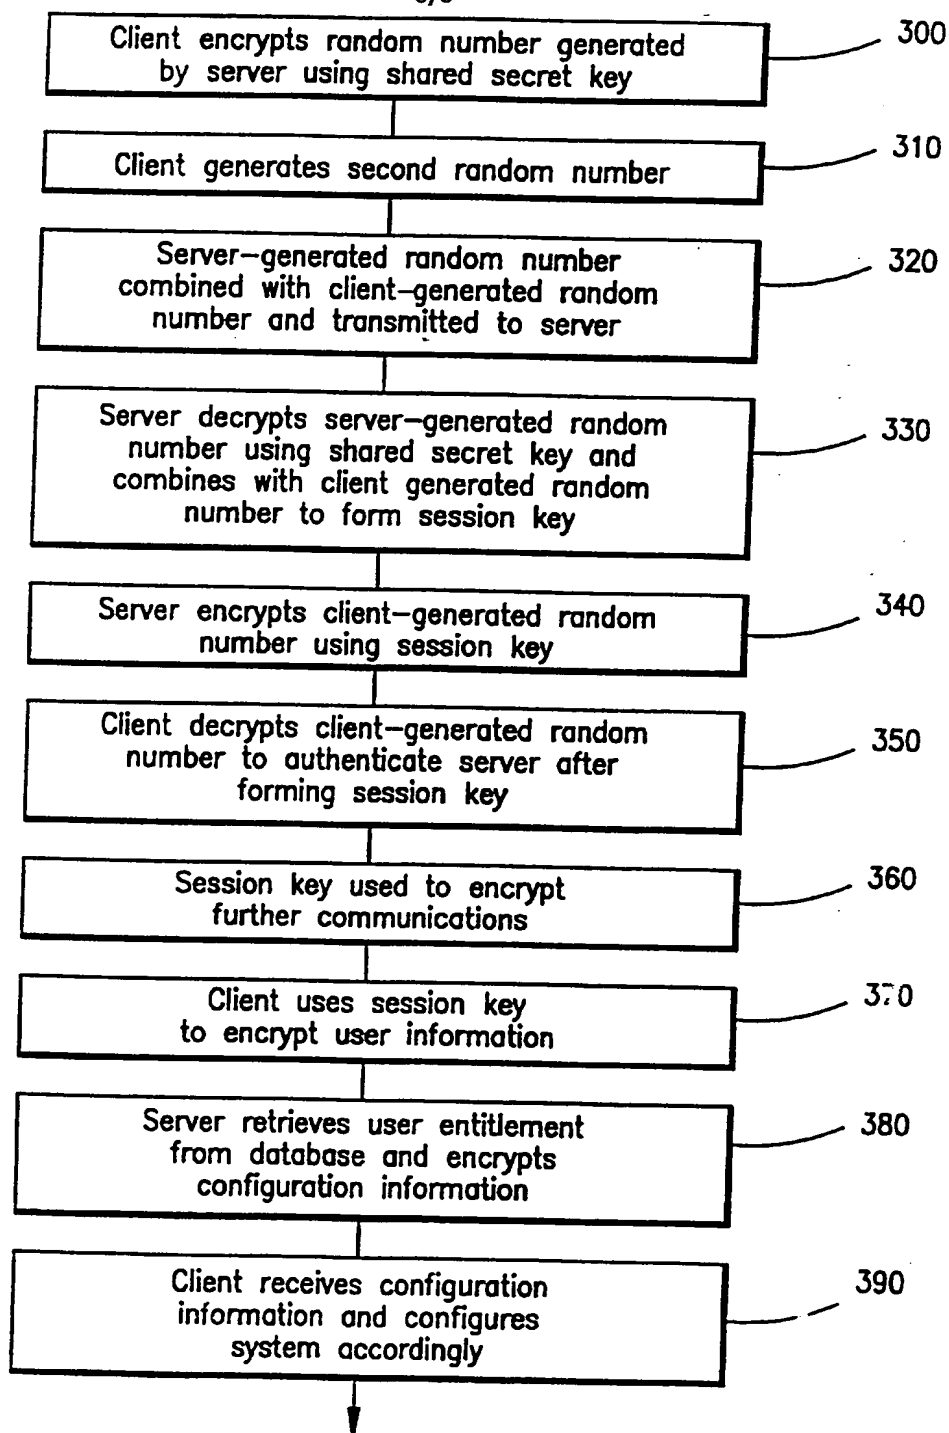 Client encrypts random number generated
by server using shared secret key
300
Client generates second random number
310
Server-generated random number
combined with client-generated random
number and transmitted to server
320
Server decrypts server-generated random
number using shared secret key and
combines with client generated random
number to form session key
330
Server encrypts client-generated random
number using session key
340
Client decrypts client-generated random
number to authenticate server after
forming session key
350
Session key used to encrypt
further communications
360
Client uses session key
to encrypt user information
370
Server retrieves user entitlement
from database and encrypts
configuration information
380
Client receives configuration
information and configures
system accordingly
390